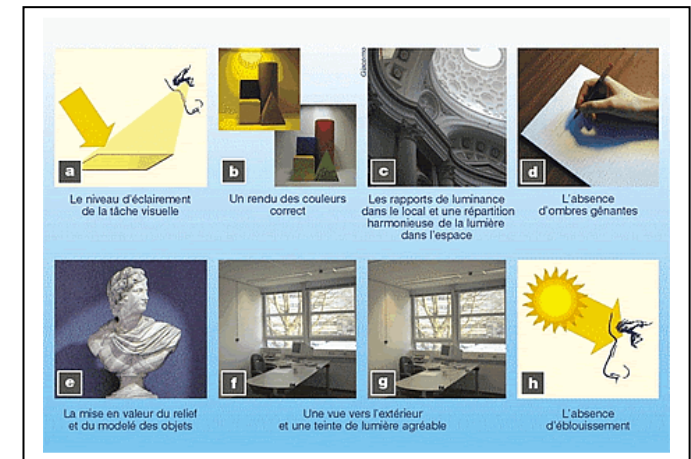 Giacomo
a
b
c
d
Le niveau d'éclairement
de la tâche visuelle
Un rendu des couleurs
correct
Les rapports de luminance
dans le local et une répartition
harmonieuse de la lumière
dans l'espace
L'absence
d'ombres gênantes
e
f
g
h
La mise en valeur du relief
et du modelé des objets
Une vue vers l'extérieur
et une teinte de lumière agréable
L'absence
d'éblouissement